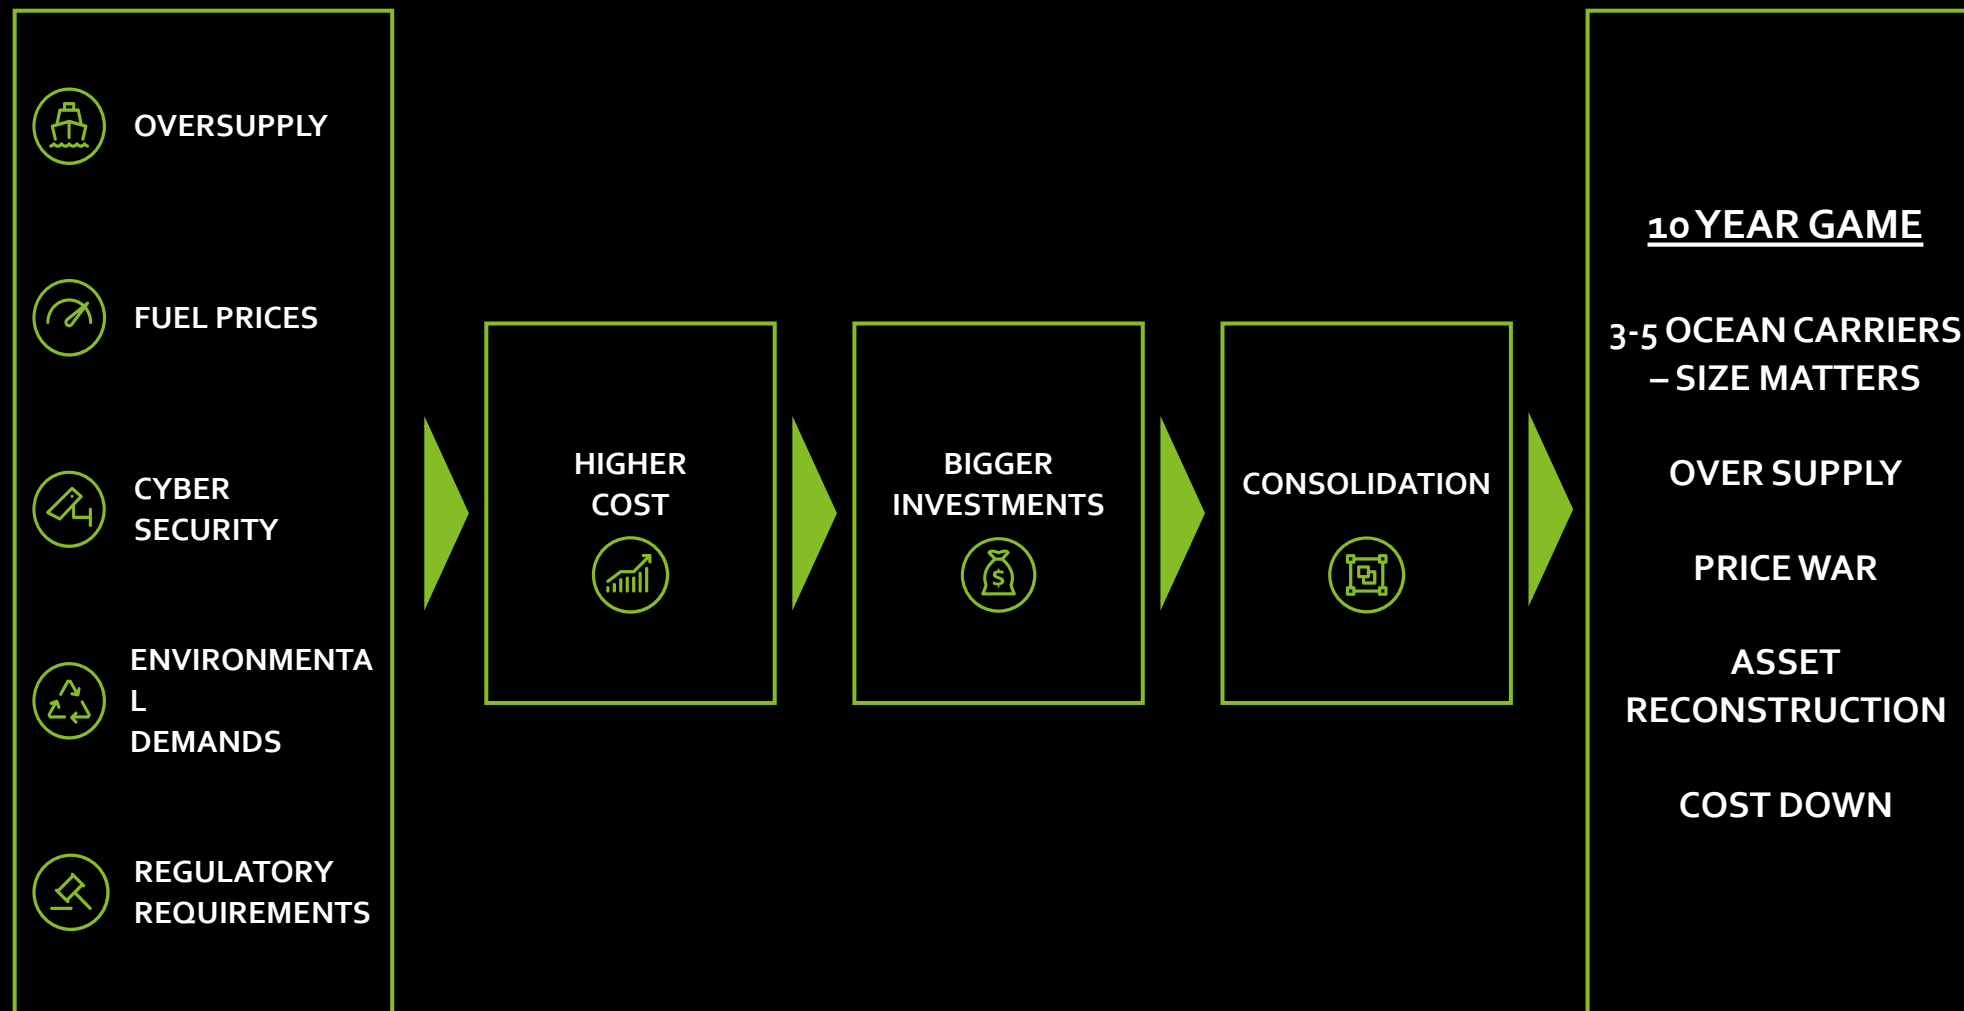 OVERSUPPLY
FUEL PRICES
CYBER
SECURITY
ENVIRONMENTA
L
DEMANDS
REGULATORY
REQUIREMENTS
HIGHER
COST
BIGGER
INVESTMENTS
$
CONSOLIDATION
10 YEAR GAME
3-5 OCEAN CARRIERS
– SIZE MATTERS
OVER SUPPLY
PRICE WAR
ASSET
RECONSTRUCTION
COST DOWN